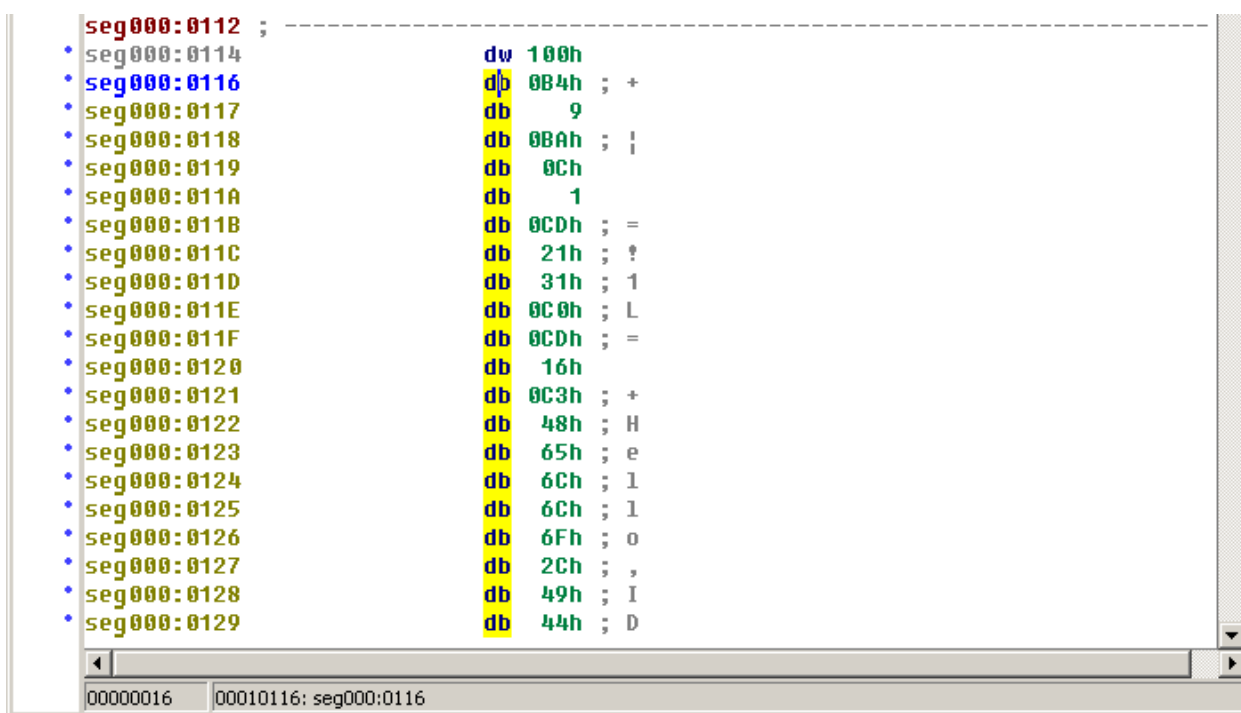 seg000:0112 ; ---------------------------------------------------------------------------
seg000:0114 dw 100h
seg000:0116 db 0B4h ; +
seg000:0117 db 9
seg000:0118 db 0BAh ; ¦
seg000:0119 db 0Ch
seg000:011A db 1
seg000:011B db 0CDh ; =
seg000:011C db 21h ; !
seg000:011D db 31h ; 1
seg000:011E db 0C0h ; L
seg000:011F db 0CDh ; =
seg000:0120 db 16h
seg000:0121 db 0C3h ; +
seg000:0122 db 48h ; H
seg000:0123 db 65h ; e
seg000:0124 db 6Ch ; l
seg000:0125 db 6Ch ; l
seg000:0126 db 6Fh ; o
seg000:0127 db 2Ch ; ,
seg000:0128 db 49h ; I
seg000:0129 db 44h ; D
00000016 00010116: seg000:0116